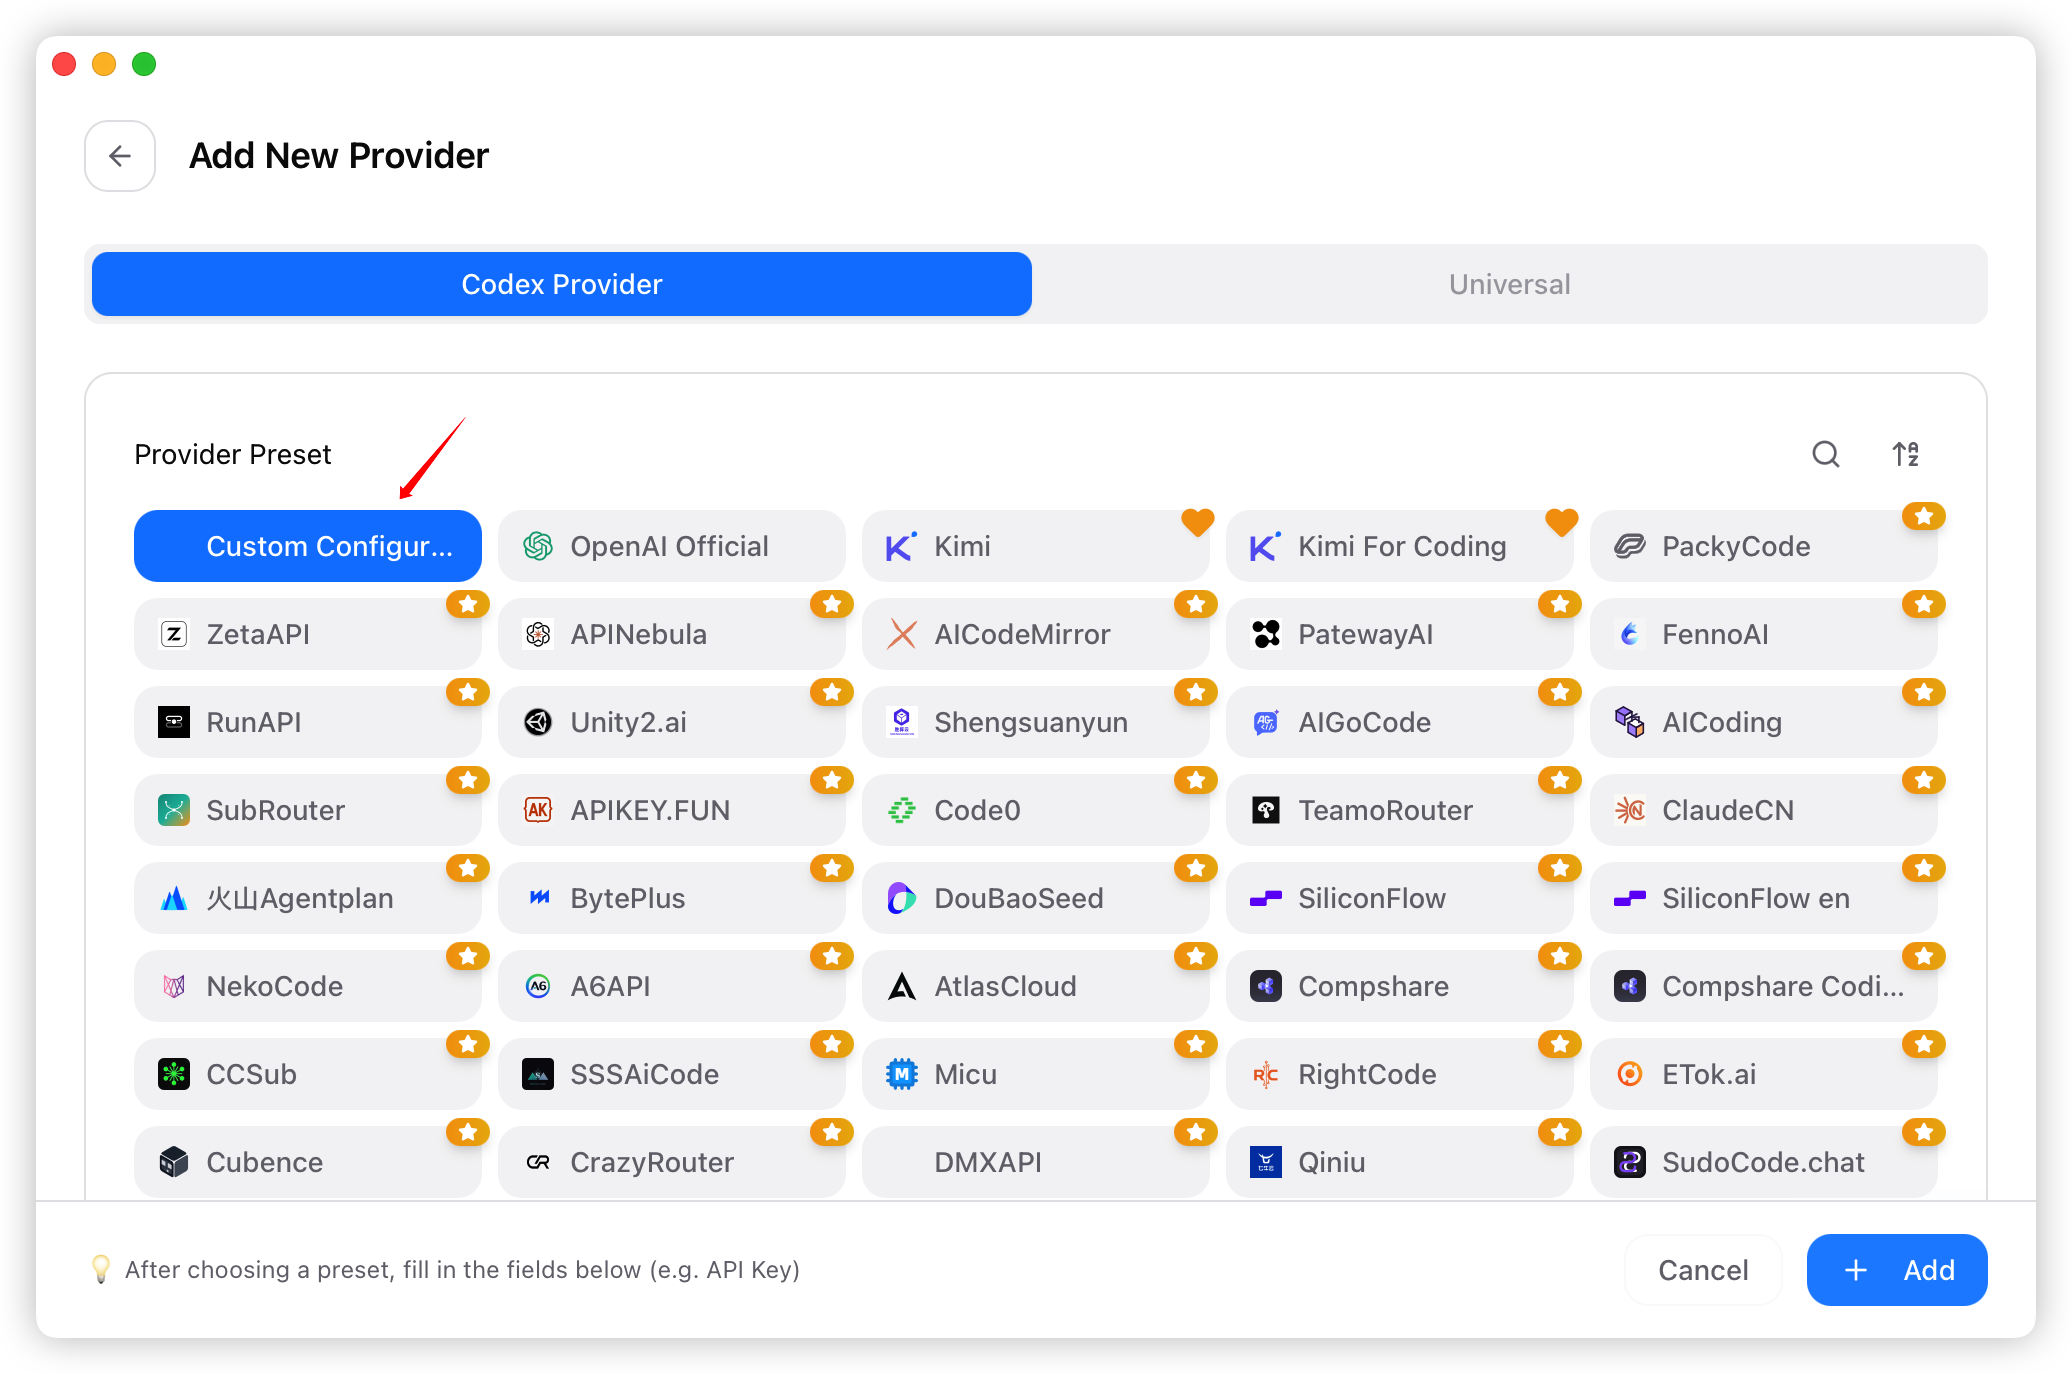 Add New Provider
Codex Provider
Universal
Provider Preset
Custom Configur...
OpenAI Official
Kimi
Kimi For Coding
PackyCode
ZetaAPI
APINebula
AICodeMirror
PatewayAI
FennoAI
RunAPI
Unity2.ai
Shengsuanyun
AIGoCode
AICoding
SubRouter
APIKEY.FUN
Code0
TeamoRouter
ClaudeCN
火山Agentplan
BytePlus
DouBaoSeed
SiliconFlow
SiliconFlow en
NekoCode
A6API
AtlasCloud
Compshare
Compshare Codi...
CCSub
SSSAiCode
Micu
RightCode
ETok.ai
Cubence
CrazyRouter
DMXAPI
Qiniu
SudoCode.chat
After choosing a preset, fill in the fields below (e.g. API Key)
Cancel
Add